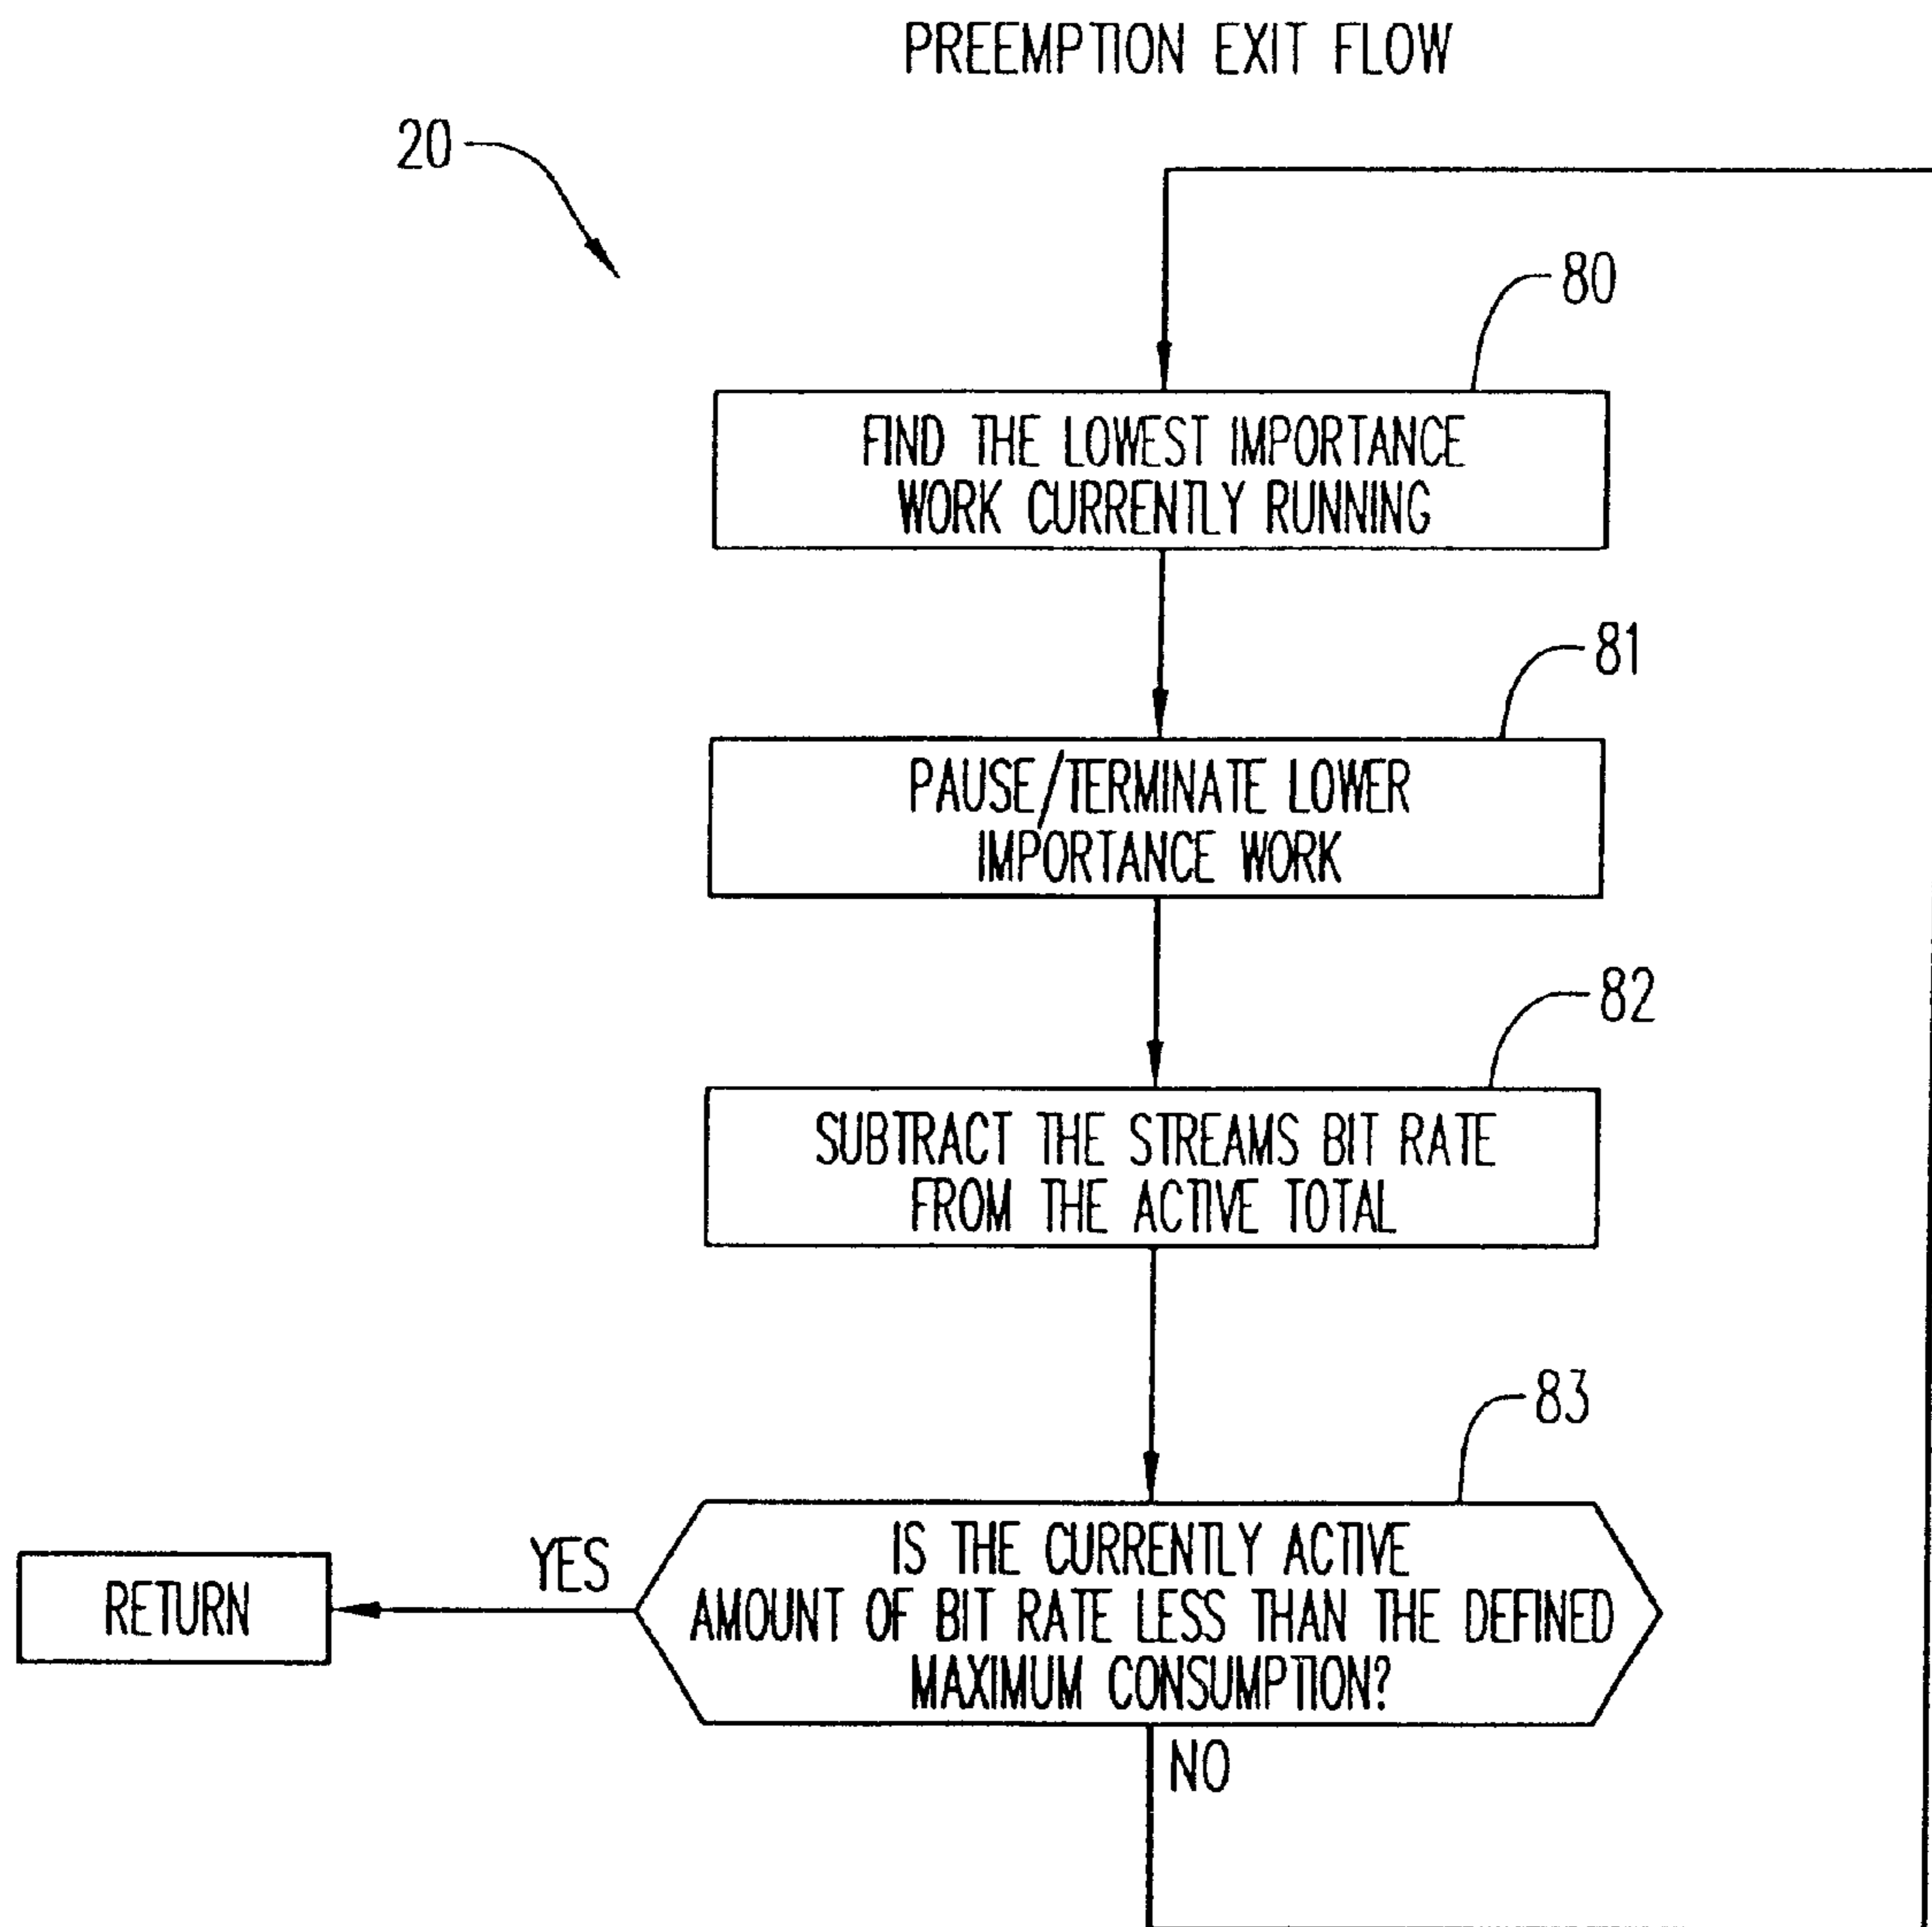 PREEMPTION EXIT FLOW
20
80
FIND THE LOWEST IMPORTANCE
WORK CURRENTLY RUNNING
81
PAUSE/TERMINATE LOWER
IMPORTANCE WORK
82
SUBTRACT THE STREAMS BIT RATE
FROM THE ACTIVE TOTAL
83
IS THE CURRENTLY ACTIVE
AMOUNT OF BIT RATE LESS THAN THE DEFINED
MAXIMUM CONSUMPTION?
YES
RETURN
NO